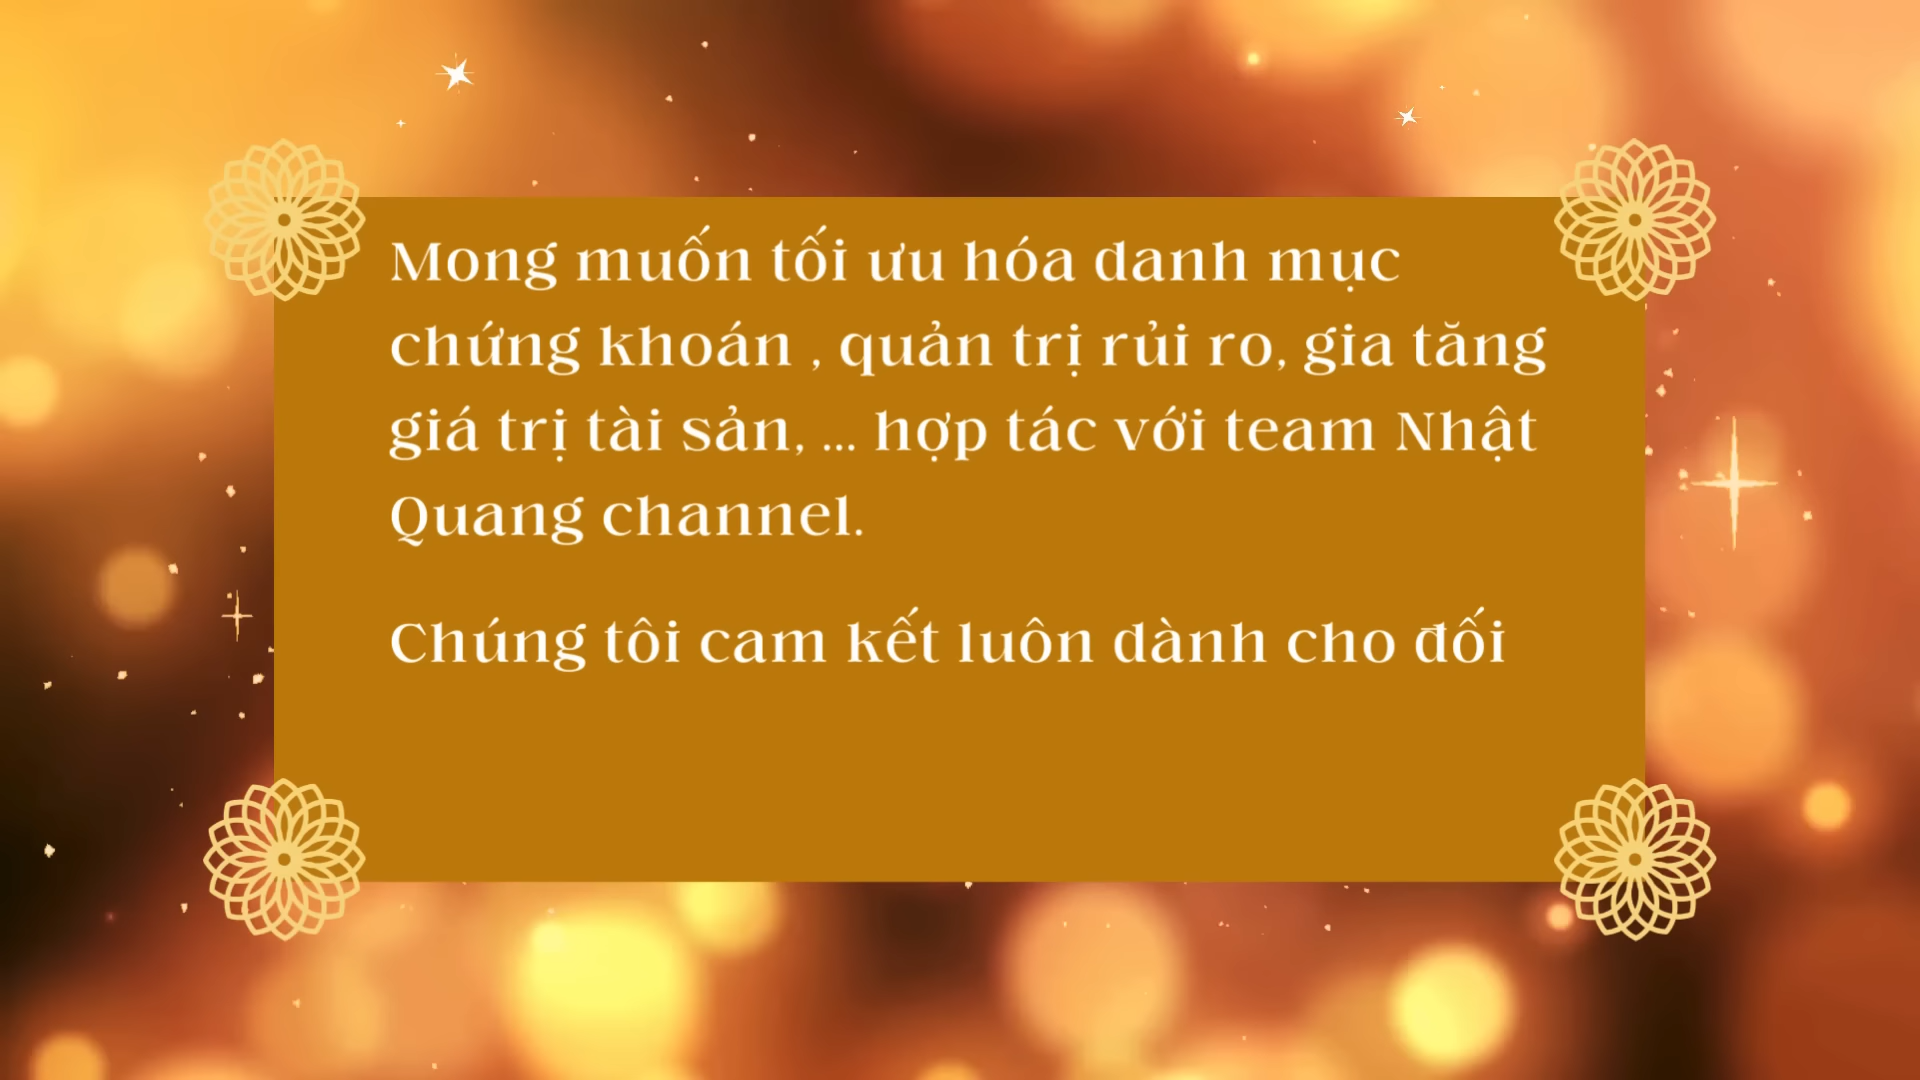 Mong muốn tối ưu hóa danh mục
chứng khoán , quản trị rủi ro, gia tăng
giá trị tài sản, ... hợp tác với team Nhật
Quang channel.
Chúng tôi cam kết luôn dành cho đối